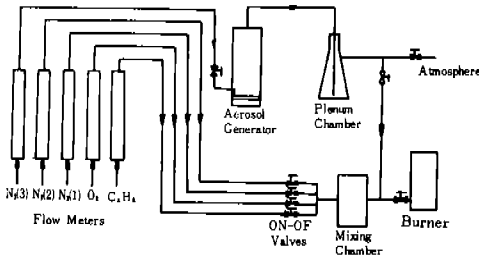 Atmosphere
Plenum
Chamber
Aerosol
Generator
N₂(3) N₂(2) N₂(1) O₂
Flow Meters
ON-OF
Valves
Mixing
Chamber
Burner